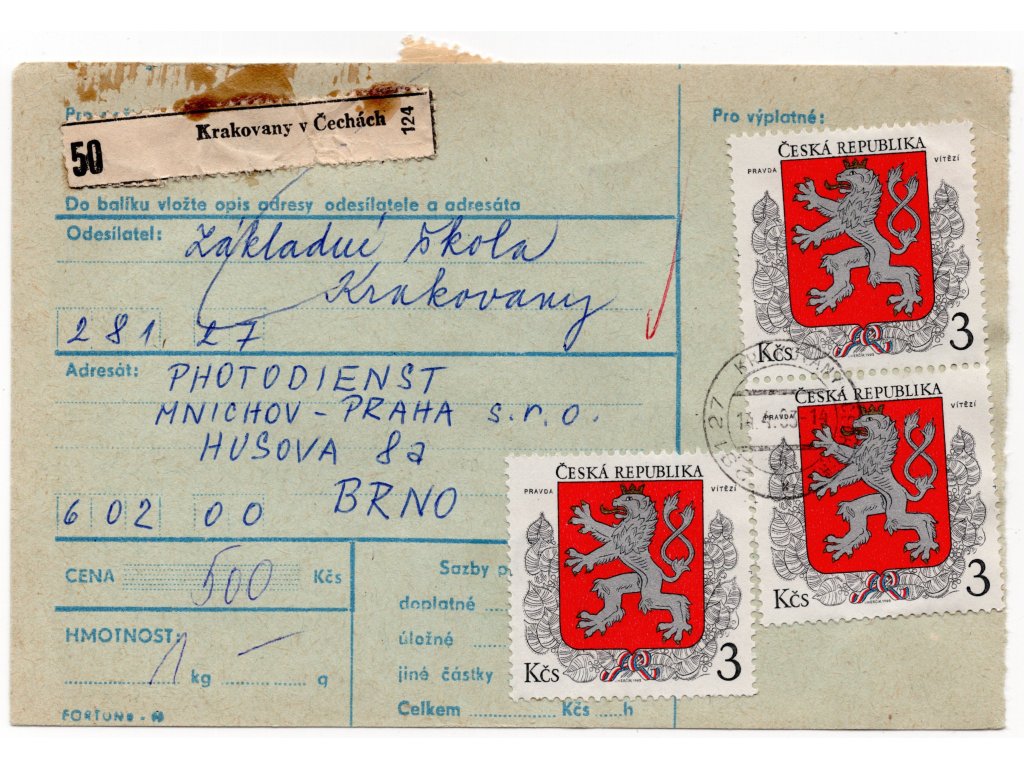 Krakovany v Čechách
50
124
Pro výplatné:
Do balíku vložte opis adresy odesílatele a adresáta
Odesílatel: Základní škola
Krakovany
281 27
Adresát: PHOTODIENST
MNICHOV - PRAHA s.r.o.
HUSOVA 8a
BRNO
602 00
CENA 500 Kčs
HMOTNOST:
1 kg — g
FORTUNA
Sazby
doplatné
úložné
jiné částky
Celkem Kčs h
ČESKÁ REPUBLIKA
PRAVDA VÍTĚZÍ
Kčs 3
ČESKÁ REPUBLIKA
PRAVDA VÍTĚZÍ
Kčs 3
ČESKÁ REPUBLIKA
PRAVDA VÍTĚZÍ
Kčs 3